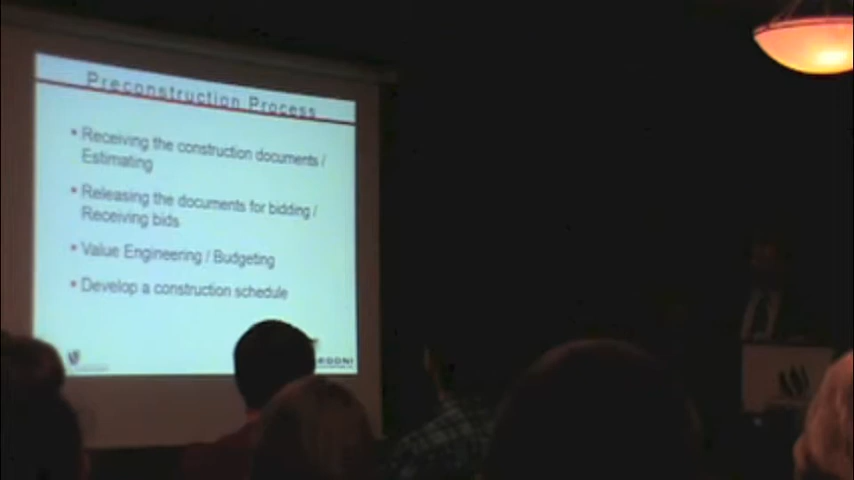 Preconstruction Process
• Receiving the construction documents /
Estimating
• Releasing the documents for bidding /
Receiving bids
• Value Engineering / Budgeting
• Develop a construction schedule